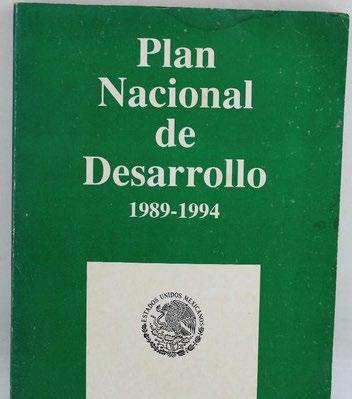 Plan
Nacional
de
Desarrollo
1989-1994
ESTADOS UNIDOS MEXICANOS